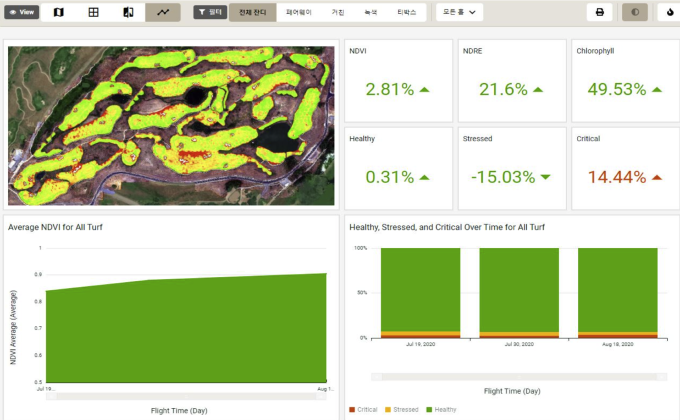 View
필터
전체 잔디
페어웨이
거친
녹색
티박스
모든 홀
NDVI
2.81%
NDRE
21.6%
Chlorophyll
49.53%
Healthy
0.31%
Stressed
-15.03%
Critical
14.44%
Average NDVI for All Turf
NDVI Average (Average)
1
0.9
0.8
0.7
0.6
0.5
Jul 19...
Aug 1...
Flight Time (Day)
Healthy, Stressed, and Critical Over Time for All Turf
100%
50%
0%
Jul 19, 2020
Jul 30, 2020
Aug 18, 2020
Flight Time (Day)
Critical
Stressed
Healthy